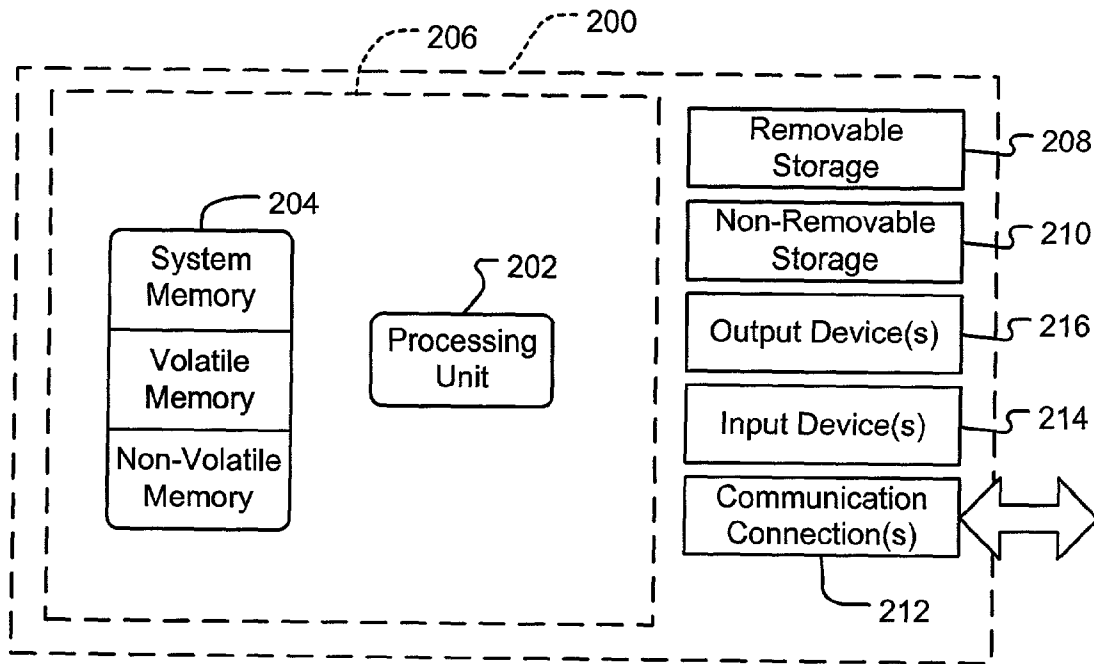 206
200
Removable
Storage
208
204
System
Memory
Volatile
Memory
Non-Volatile
Memory
202
Processing
Unit
Non-Removable
Storage
210
Output Device(s)
216
Input Device(s)
214
Communication
Connection(s)
212